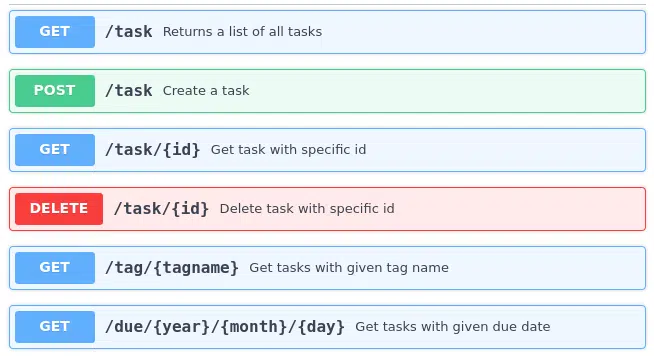 GET /task Returns a list of all tasks
POST /task Create a task
GET /task/{id} Get task with specific id
DELETE /task/{id} Delete task with specific id
GET /tag/{tagname} Get tasks with given tag name
GET /due/{year}/{month}/{day} Get tasks with given due date